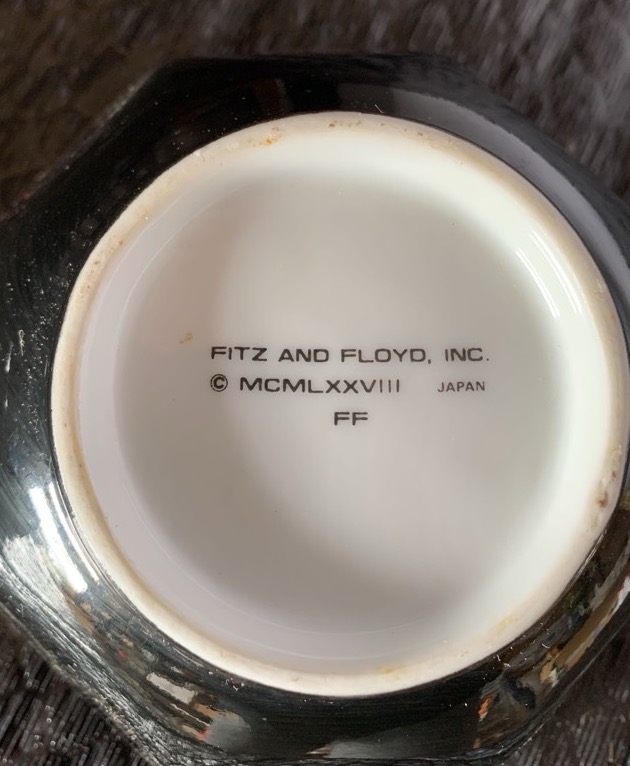 FITZ AND FLOYD, INC.
© MCMLXXVIII JAPAN
FF